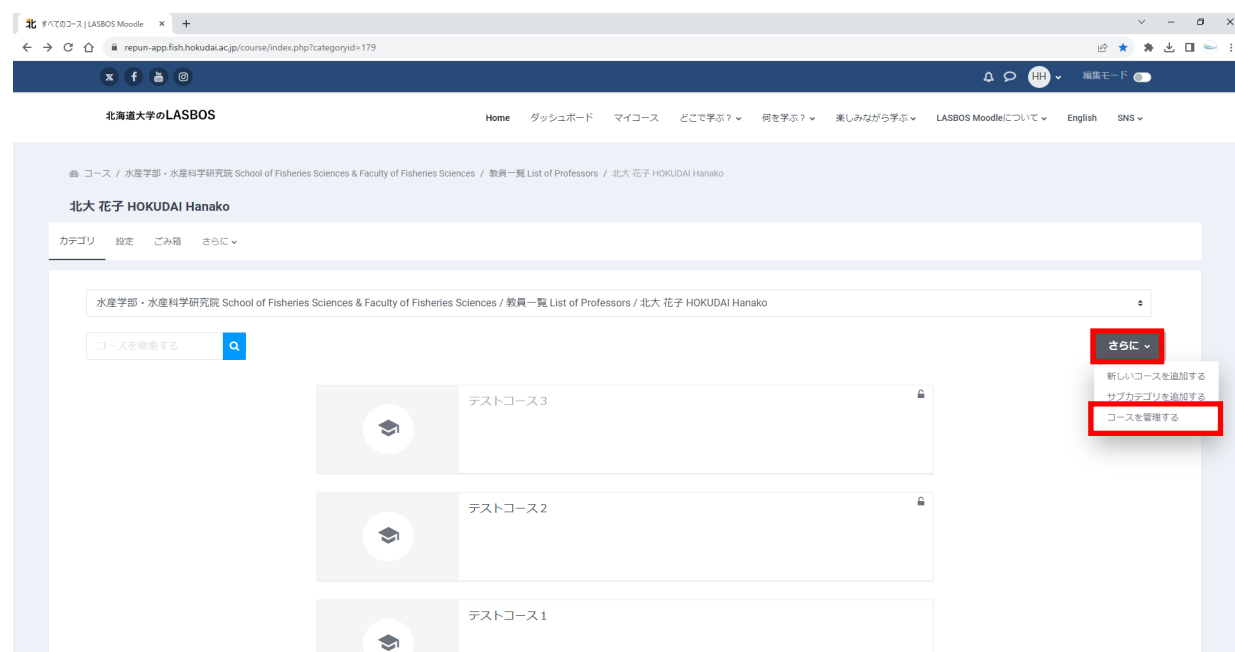 すべてのコース | LASBOS Moodle
repun-app.fish.hokudai.ac.jp/course/index.php?categoryid=179
HH 編集モード
北海道大学のLASBOS
Home ダッシュボード マイコース どこで学ぶ? 何を学ぶ? 楽しみながら学ぶ LASBOS Moodleについて English SNS
コース / 水産学部・水産科学研究院 School of Fisheries Sciences & Faculty of Fisheries Sciences / 教員一覧 List of Professors / 北大 花子 HOKUDAI Hanako
北大 花子 HOKUDAI Hanako
カテゴリ 設定 ごみ箱 さらに
水産学部・水産科学研究院 School of Fisheries Sciences & Faculty of Fisheries Sciences / 教員一覧 List of Professors / 北大 花子 HOKUDAI Hanako
コースを検索する
さらに
新しいコースを追加する
サブカテゴリを追加する
コースを管理する
テストコース3
テストコース2
テストコース1